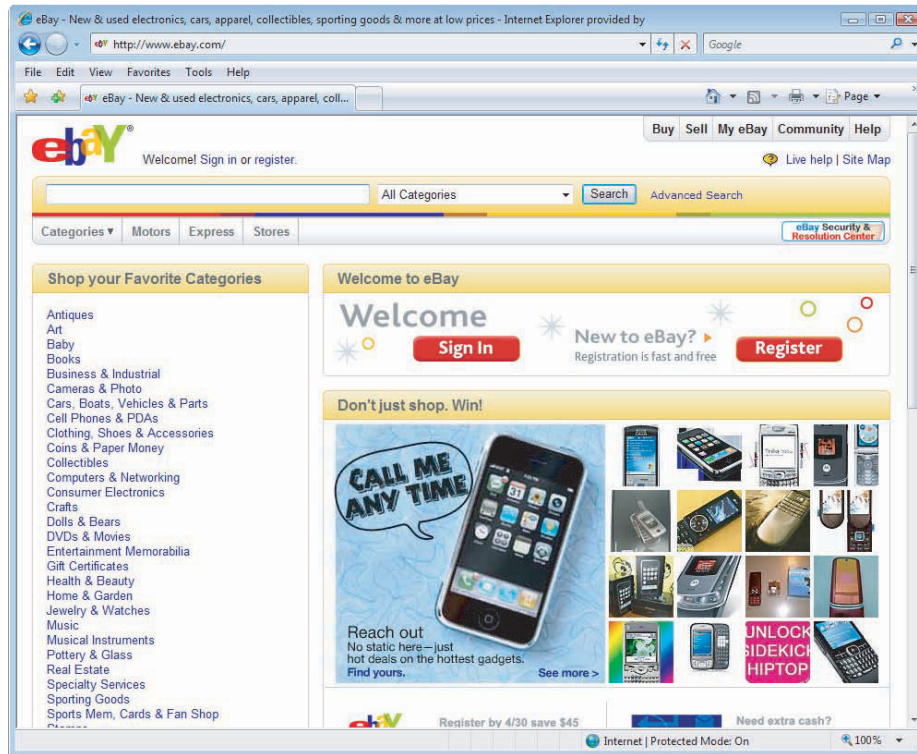 eBay - New & used electronics, cars, apparel, collectibles, sporting goods & more at low prices - Internet Explorer provided by
http://www.ebay.com/
Google
File Edit View Favorites Tools Help
eBay - New & used electronics, cars, apparel, coll...
Page
ebaY®
Buy Sell My eBay Community Help
Welcome! Sign in or register.
Live help | Site Map
All Categories Search Advanced Search
Categories ▾ Motors Express Stores
eBay Security &
Resolution Center
Shop your Favorite Categories
Antiques
Art
Baby
Books
Business & Industrial
Cameras & Photo
Cars, Boats, Vehicles & Parts
Cell Phones & PDAs
Clothing, Shoes & Accessories
Coins & Paper Money
Collectibles
Computers & Networking
Consumer Electronics
Crafts
Dolls & Bears
DVDs & Movies
Entertainment Memorabilia
Gift Certificates
Health & Beauty
Home & Garden
Jewelry & Watches
Music
Musical Instruments
Pottery & Glass
Real Estate
Specialty Services
Sporting Goods
Sports Mem, Cards & Fan Shop
Welcome to eBay
Welcome
Sign In
New to eBay?
Registration is fast and free
Register
Don't just shop. Win!
CALL ME
ANY TIME
Reach out
No static here—just
hot deals on the hottest gadgets.
Find yours.
See more >
UNLOCK
SIDEKICK
HIPTOP
ebaY
Register by 4/30 save $45
Need extra cash?
Internet | Protected Mode: On
100%